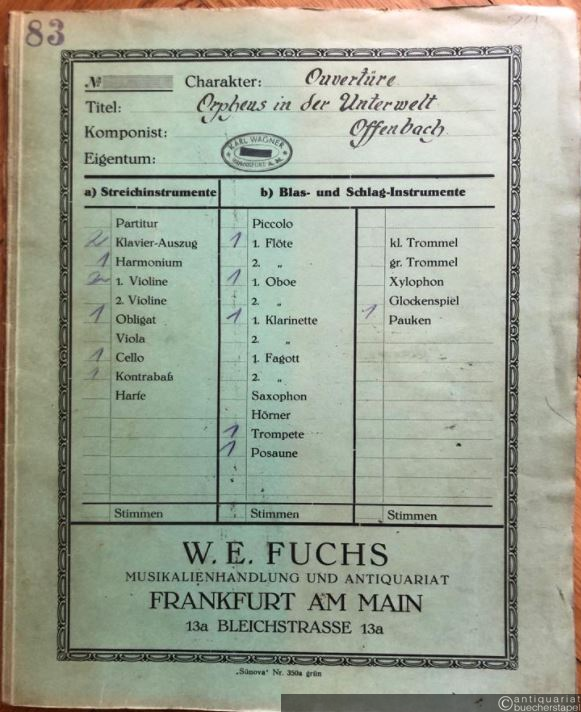 83
№ Charakter: Ouvertüre
Titel: Orpheus in der Unterwelt
Komponist: Offenbach
Eigentum: KARL WAGNER FRANKFURT A. M.
a) Streichinstrumente
Partitur
2 Klavier-Auszug
1 Harmonium
2 1. Violine
2. Violine
1 Obligat
Viola
1 Cello
1 Kontrabaß
Harfe
Stimmen
b) Blas- und Schlag-Instrumente
Piccolo
1 1. Flöte
2. „
1 1. Oboe
2. „
1 1. Klarinette
2. „
1. Fagott
2. „
Saxophon
Hörner
1 Trompete
1 Posaune
Stimmen
kl. Trommel
gr. Trommel
Xylophon
Glockenspiel
1 Pauken
Stimmen
W. E. FUCHS
MUSIKALIENHANDLUNG UND ANTIQUARIAT
FRANKFURT AM MAIN
13a BLEICHSTRASSE 13a
„Sünova" Nr. 350a grün
© antiquariat
buecherstapel